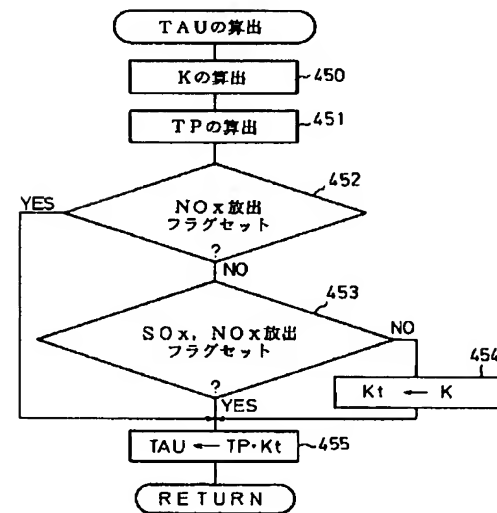 TAUの算出
Kの算出
450
TPの算出
451
452
YES
NOx放出
フラグセット
?
NO
453
SOx, NOx放出
フラグセット
?
NO
454
YES
Kt ← K
TAU ← TP・Kt
455
RETURN